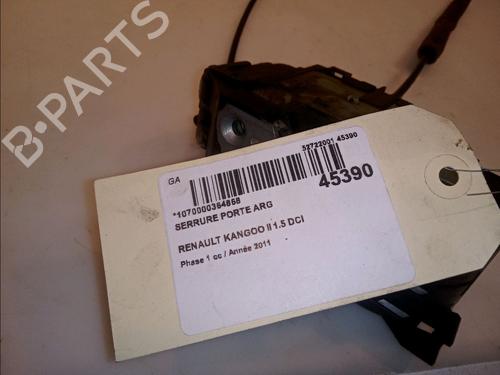 B-PARTS
GA
52722001 45390
*1070000364868
45390
SERRURE PORTE ARG
RENAULT KANGOO II 1.5 DCI
Phase 1 cc / Année 2011